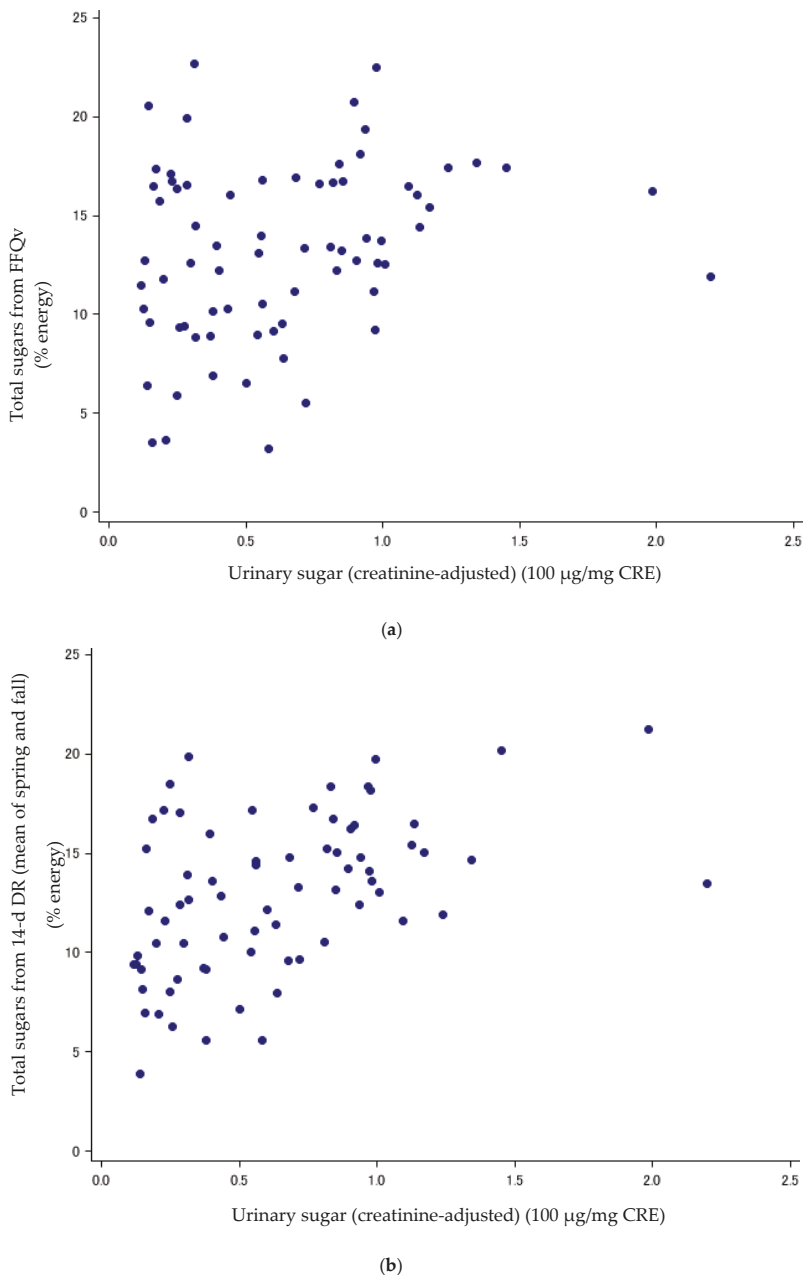 25
20
15
10
5
0
Total sugars from FFQv
(% energy)
0.0 0.5 1.0 1.5 2.0 2.5
Urinary sugar (creatinine-adjusted) (100 µg/mg CRE)
(a)
25
20
15
10
5
0
Total sugars from 14-d DR (mean of spring and fall)
(% energy)
0.0 0.5 1.0 1.5 2.0 2.5
Urinary sugar (creatinine-adjusted) (100 µg/mg CRE)
(b)